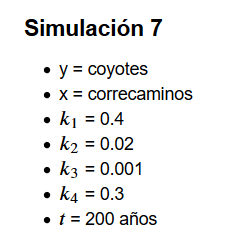 Simulación 7
• y = coyotes
• x = correcaminos
• k₁ = 0.4
• k₂ = 0.02
• k₃ = 0.001
• k₄ = 0.3
• t = 200 años